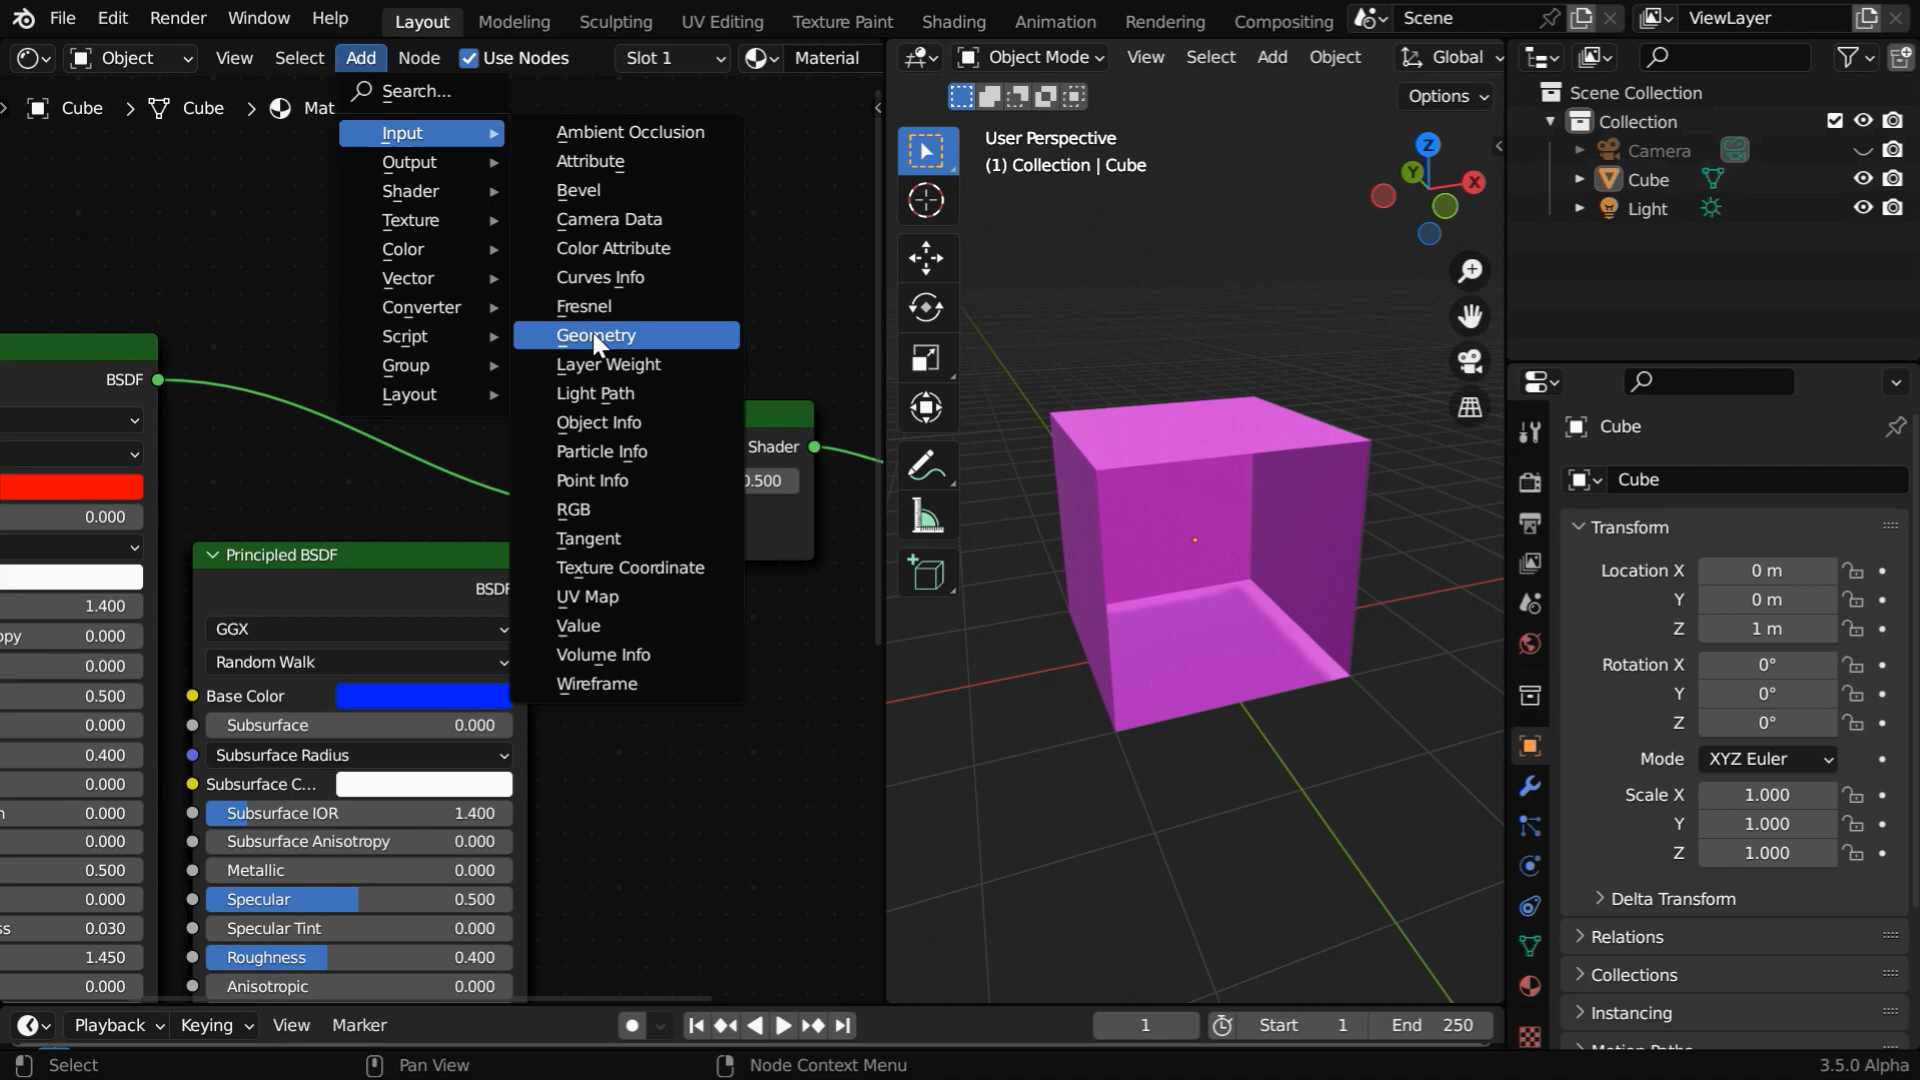 File Edit Render Window Help Layout Modeling Sculpting UV Editing Texture Paint Shading Animation Rendering Compositing Scene ViewLayer
Object View Select Add Node Use Nodes Slot 1 Material
Cube Cube Mat
Search...
Input
Output
Shader
Texture
Color
Vector
Converter
Script
Group
Layout
Ambient Occlusion
Attribute
Bevel
Camera Data
Color Attribute
Curves Info
Fresnel
Geometry
Layer Weight
Light Path
Object Info
Particle Info
Point Info
RGB
Tangent
Texture Coordinate
UV Map
Value
Volume Info
Wireframe
BSDF
0.000
1.400
opy 0.000
0.000
0.500
0.000
0.400
0.000
n 0.000
0.000
0.500
0.000
ss 0.030
1.450
0.000
Shader
0.500
Principled BSDF
BSDF
GGX
Random Walk
Base Color
Subsurface 0.000
Subsurface Radius
Subsurface C...
Subsurface IOR 1.400
Subsurface Anisotropy 0.000
Metallic 0.000
Specular 0.500
Specular Tint 0.000
Roughness 0.400
Anisotropic 0.000
Object Mode View Select Add Object Global
Options
User Perspective
(1) Collection | Cube
Z
Y
X
Scene Collection
Collection
Camera
Cube
Light
Cube
Cube
Transform
Location X 0 m
Y 0 m
Z 1 m
Rotation X 0°
Y 0°
Z 0°
Mode XYZ Euler
Scale X 1.000
Y 1.000
Z 1.000
Delta Transform
Relations
Collections
Instancing
Motion Paths
Playback Keying View Marker 1 Start 1 End 250
Select Pan View Node Context Menu 3.5.0 Alpha